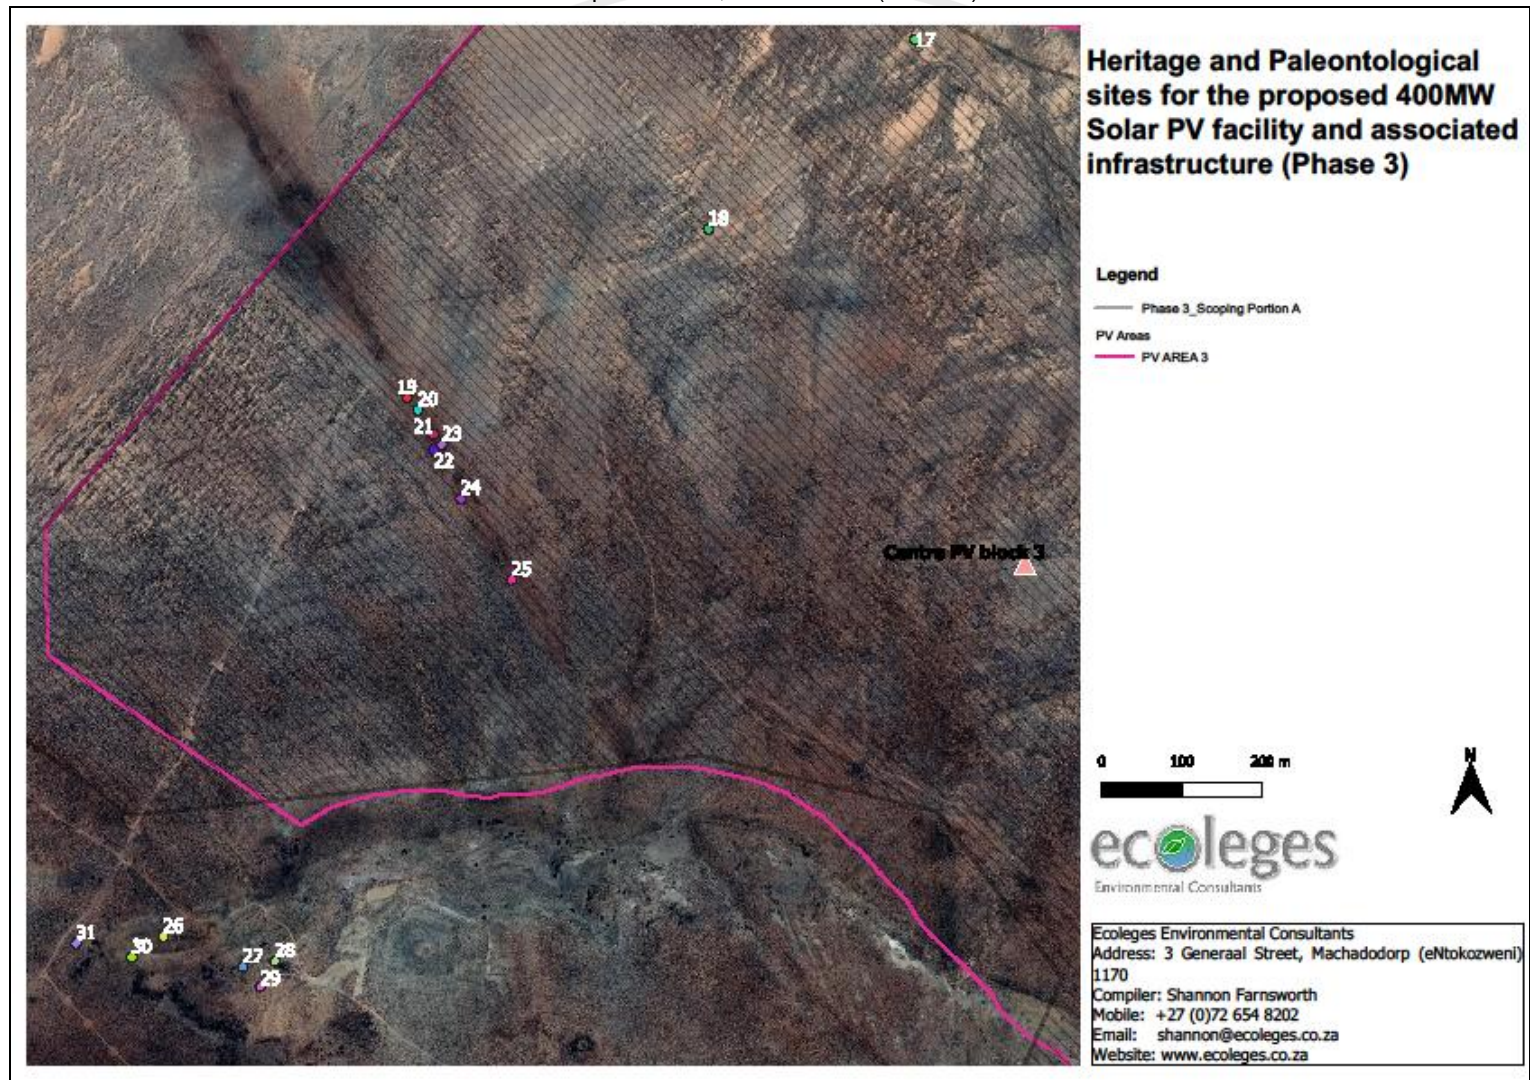 Heritage and Paleontological
sites for the proposed 400MW
Solar PV facility and associated
infrastructure (Phase 3)
Legend
Phase 3_Scoping Portion A
PV Areas
PV AREA 3
17
18
19
20
21
23
22
24
Centre PV block 3
25
26
31
30
27
28
29
0 100 200 m
N
ecoleges
Environmental Consultants
Ecoleges Environmental Consultants
Address: 3 Generaal Street, Machadodorp (eNtokozweni)
1170
Compiler: Shannon Farnsworth
Mobile: +27 (0)72 654 8202
Email: shannon@ecoleges.co.za
Website: www.ecoleges.co.za